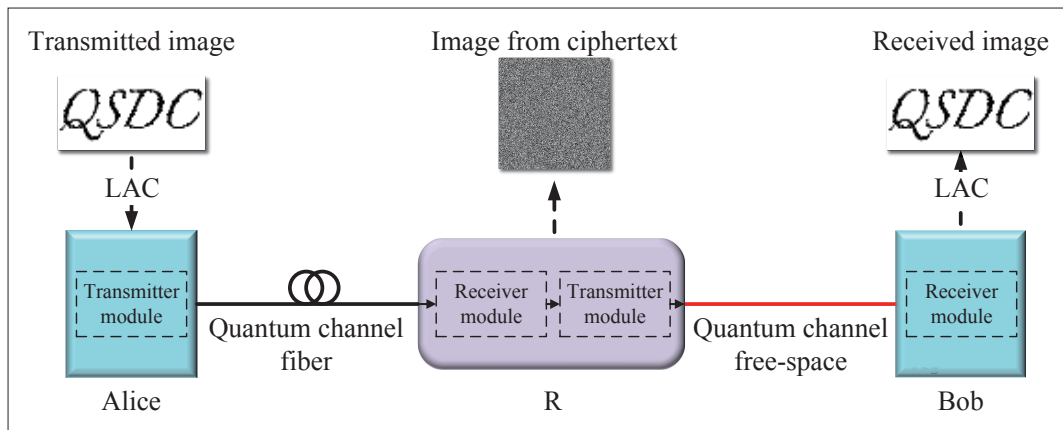 Transmitted image
Image from ciphertext
Received image
QSDC
QSDC
LAC
LAC
Transmitter
module
Receiver
module
Transmitter
module
Receiver
module
Quantum channel
fiber
Quantum channel
free-space
Alice
R
Bob